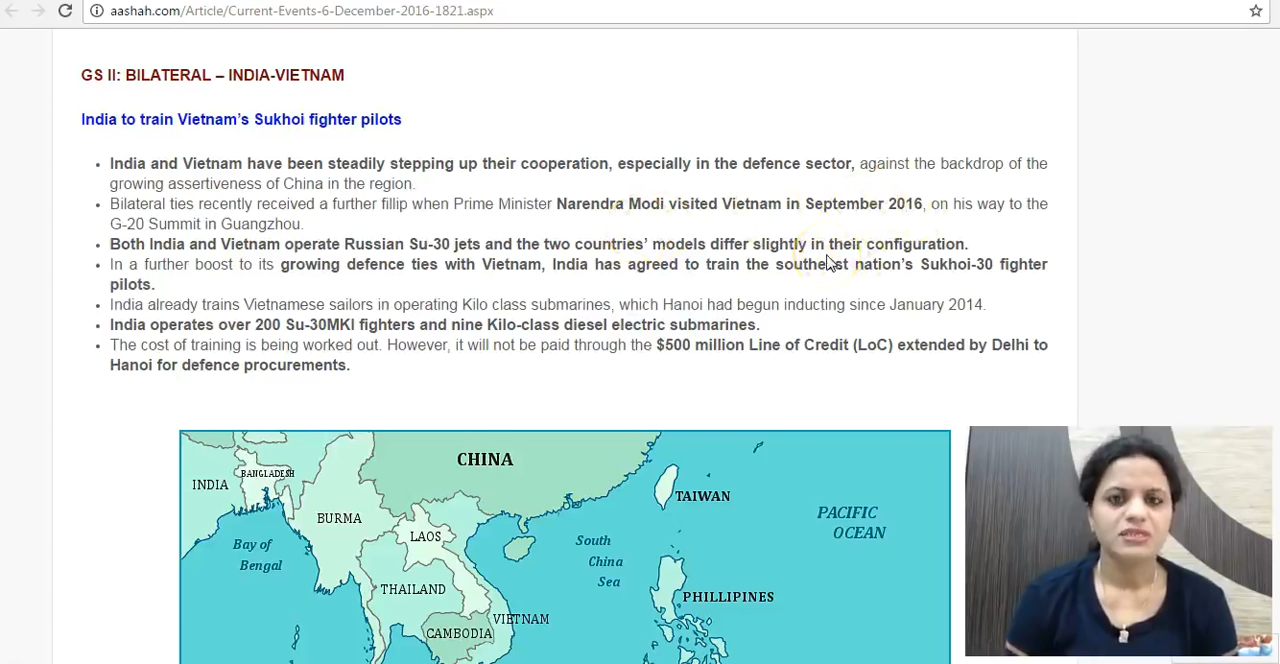 aashah.com/Article/Current-Events-6-December-2016-1821.aspx
GS II: BILATERAL – INDIA-VIETNAM
India to train Vietnam's Sukhoi fighter pilots
India and Vietnam have been steadily stepping up their cooperation, especially in the defence sector, against the backdrop of the
growing assertiveness of China in the region.
Bilateral ties recently received a further fillip when Prime Minister Narendra Modi visited Vietnam in September 2016, on his way to the
G-20 Summit in Guangzhou.
Both India and Vietnam operate Russian Su-30 jets and the two countries' models differ slightly in their configuration.
In a further boost to its growing defence ties with Vietnam, India has agreed to train the southeast nation's Sukhoi-30 fighter
pilots.
India already trains Vietnamese sailors in operating Kilo class submarines, which Hanoi had begun inducting since January 2014.
India operates over 200 Su-30MKI fighters and nine Kilo-class diesel electric submarines.
The cost of training is being worked out. However, it will not be paid through the $500 million Line of Credit (LoC) extended by Delhi to
Hanoi for defence procurements.
CHINA
BANGLADESH
INDIA
TAIWAN
BURMA
PACIFIC
OCEAN
LAOS
Bay of
Bengal
South
China
Sea
THAILAND
PHILLIPINES
VIETNAM
CAMBODIA